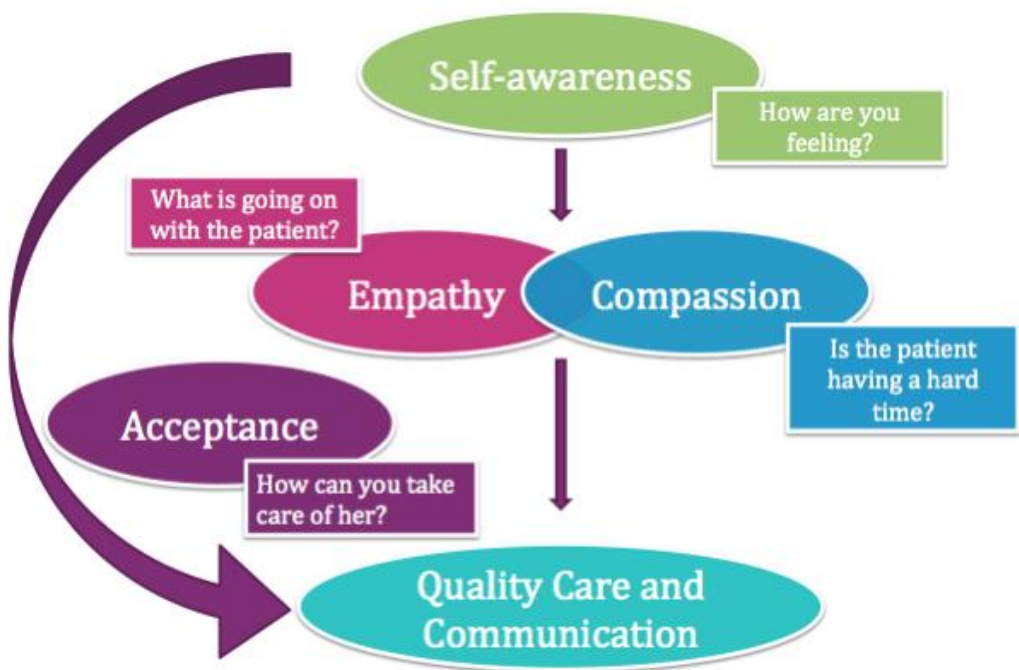 Self-awareness
How are you
feeling?
What is going on
with the patient?
Empathy
Compassion
Is the patient
having a hard
time?
Acceptance
How can you take
care of her?
Quality Care and
Communication